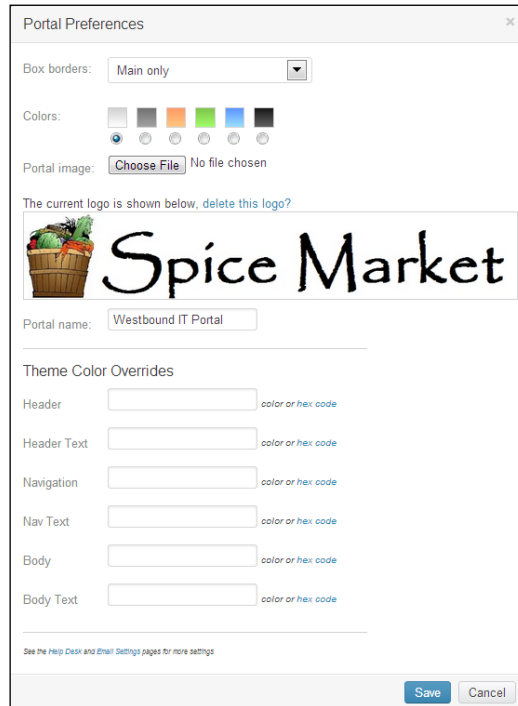 Portal Preferences ×
Box borders: Main only
Colors:
Portal image: Choose File No file chosen
The current logo is shown below, delete this logo?
Spice Market
Portal name: Westbound IT Portal
Theme Color Overrides
Header color or hex code
Header Text color or hex code
Navigation color or hex code
Nav Text color or hex code
Body color or hex code
Body Text color or hex code
See the Help Desk and Email Settings pages for more settings
Save Cancel